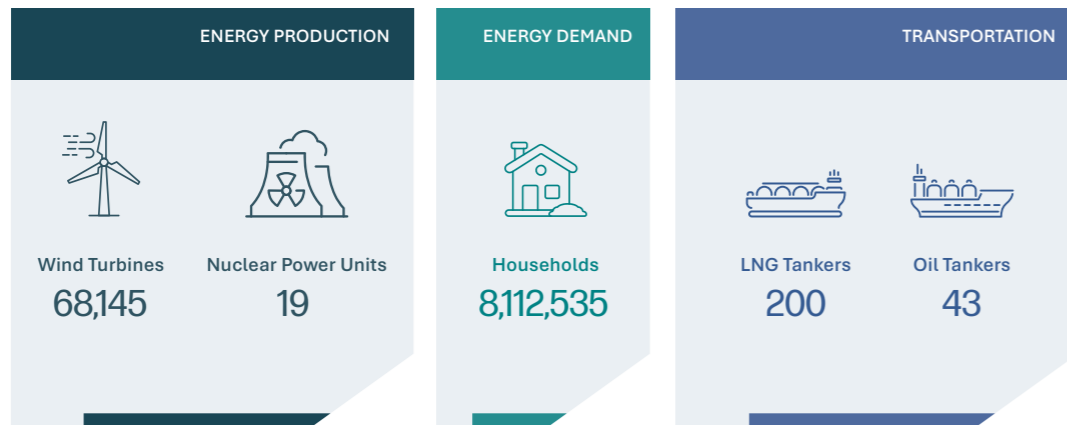 ENERGY PRODUCTION
Wind Turbines
68,145
Nuclear Power Units
19
ENERGY DEMAND
Households
8,112,535
TRANSPORTATION
LNG Tankers
200
Oil Tankers
43